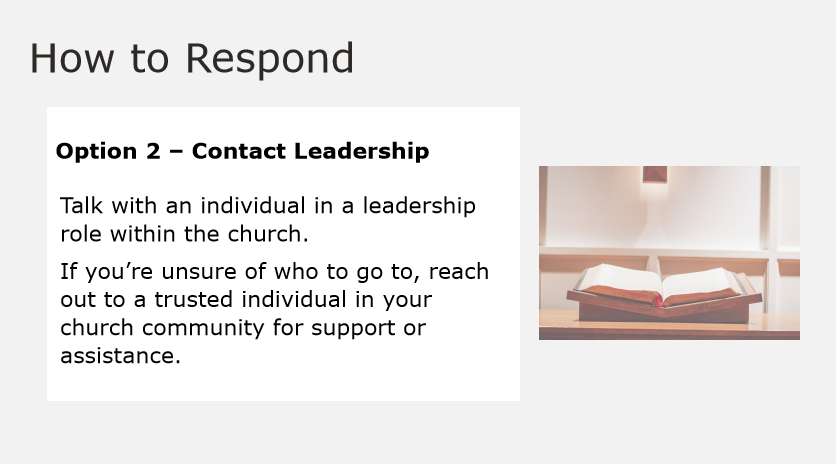 How to Respond
Option 2 – Contact Leadership
Talk with an individual in a leadership
role within the church.
If you’re unsure of who to go to, reach
out to a trusted individual in your
church community for support or
assistance.